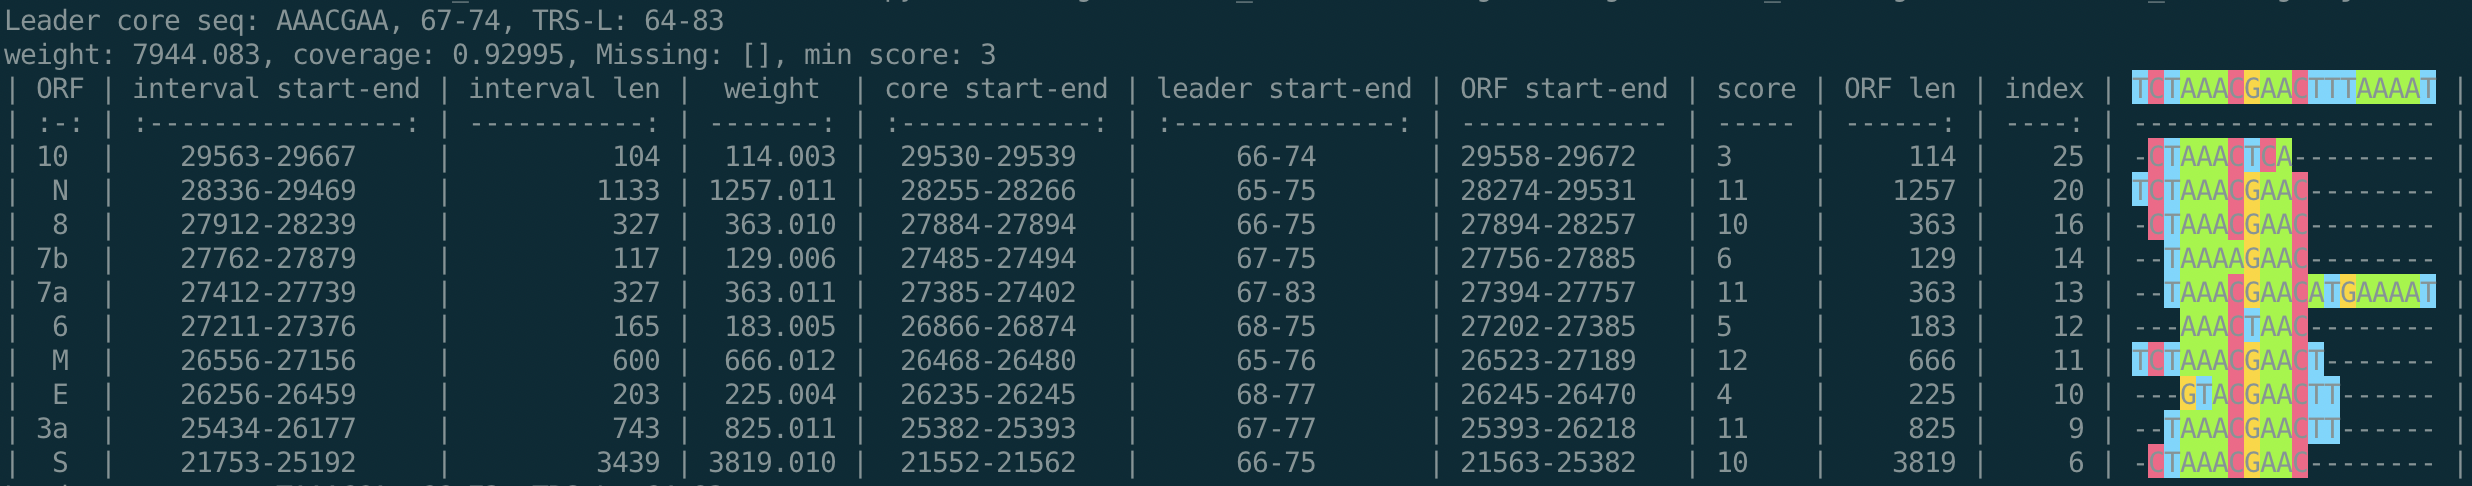 Leader core seq: AAACGAA, 67-74, TRS-L: 64-83
weight: 7944.083, coverage: 0.92995, Missing: [], min score: 3
| ORF | interval start-end | interval len | weight | core start-end | leader start-end | ORF start-end | score | ORF len | index | TCTAAACGAACTTTAAAAT |
| :-: | :----------------: | -----------: | -------: | :------------: | :--------------: | ------------- | ----- | ------: | ----: | ------------------- |
| 10 | 29563-29667 | 104 | 114.003 | 29530-29539 | 66-74 | 29558-29672 | 3 | 114 | 25 | -CTAAACTCA--------- |
| N | 28336-29469 | 1133 | 1257.011 | 28255-28266 | 65-75 | 28274-29531 | 11 | 1257 | 20 | TCTAAACGAAC-------- |
| 8 | 27912-28239 | 327 | 363.010 | 27884-27894 | 66-75 | 27894-28257 | 10 | 363 | 16 | -CTAAACGAAC-------- |
| 7b | 27762-27879 | 117 | 129.006 | 27485-27494 | 67-75 | 27756-27885 | 6 | 129 | 14 | --TAAAAGAAC-------- |
| 7a | 27412-27739 | 327 | 363.011 | 27385-27402 | 67-83 | 27394-27757 | 11 | 363 | 13 | --TAAACGAACATGAAAAT |
| 6 | 27211-27376 | 165 | 183.005 | 26866-26874 | 68-75 | 27202-27385 | 5 | 183 | 12 | ---AAACTAAC-------- |
| M | 26556-27156 | 600 | 666.012 | 26468-26480 | 65-76 | 26523-27189 | 12 | 666 | 11 | TCTAAACGAACT------- |
| E | 26256-26459 | 203 | 225.004 | 26235-26245 | 68-77 | 26245-26470 | 4 | 225 | 10 | ---GTACGAACTT------ |
| 3a | 25434-26177 | 743 | 825.011 | 25382-25393 | 67-77 | 25393-26218 | 11 | 825 | 9 | --TAAACGAACTT------ |
| S | 21753-25192 | 3439 | 3819.010 | 21552-21562 | 66-75 | 21563-25382 | 10 | 3819 | 6 | -CTAAACGAAC-------- |